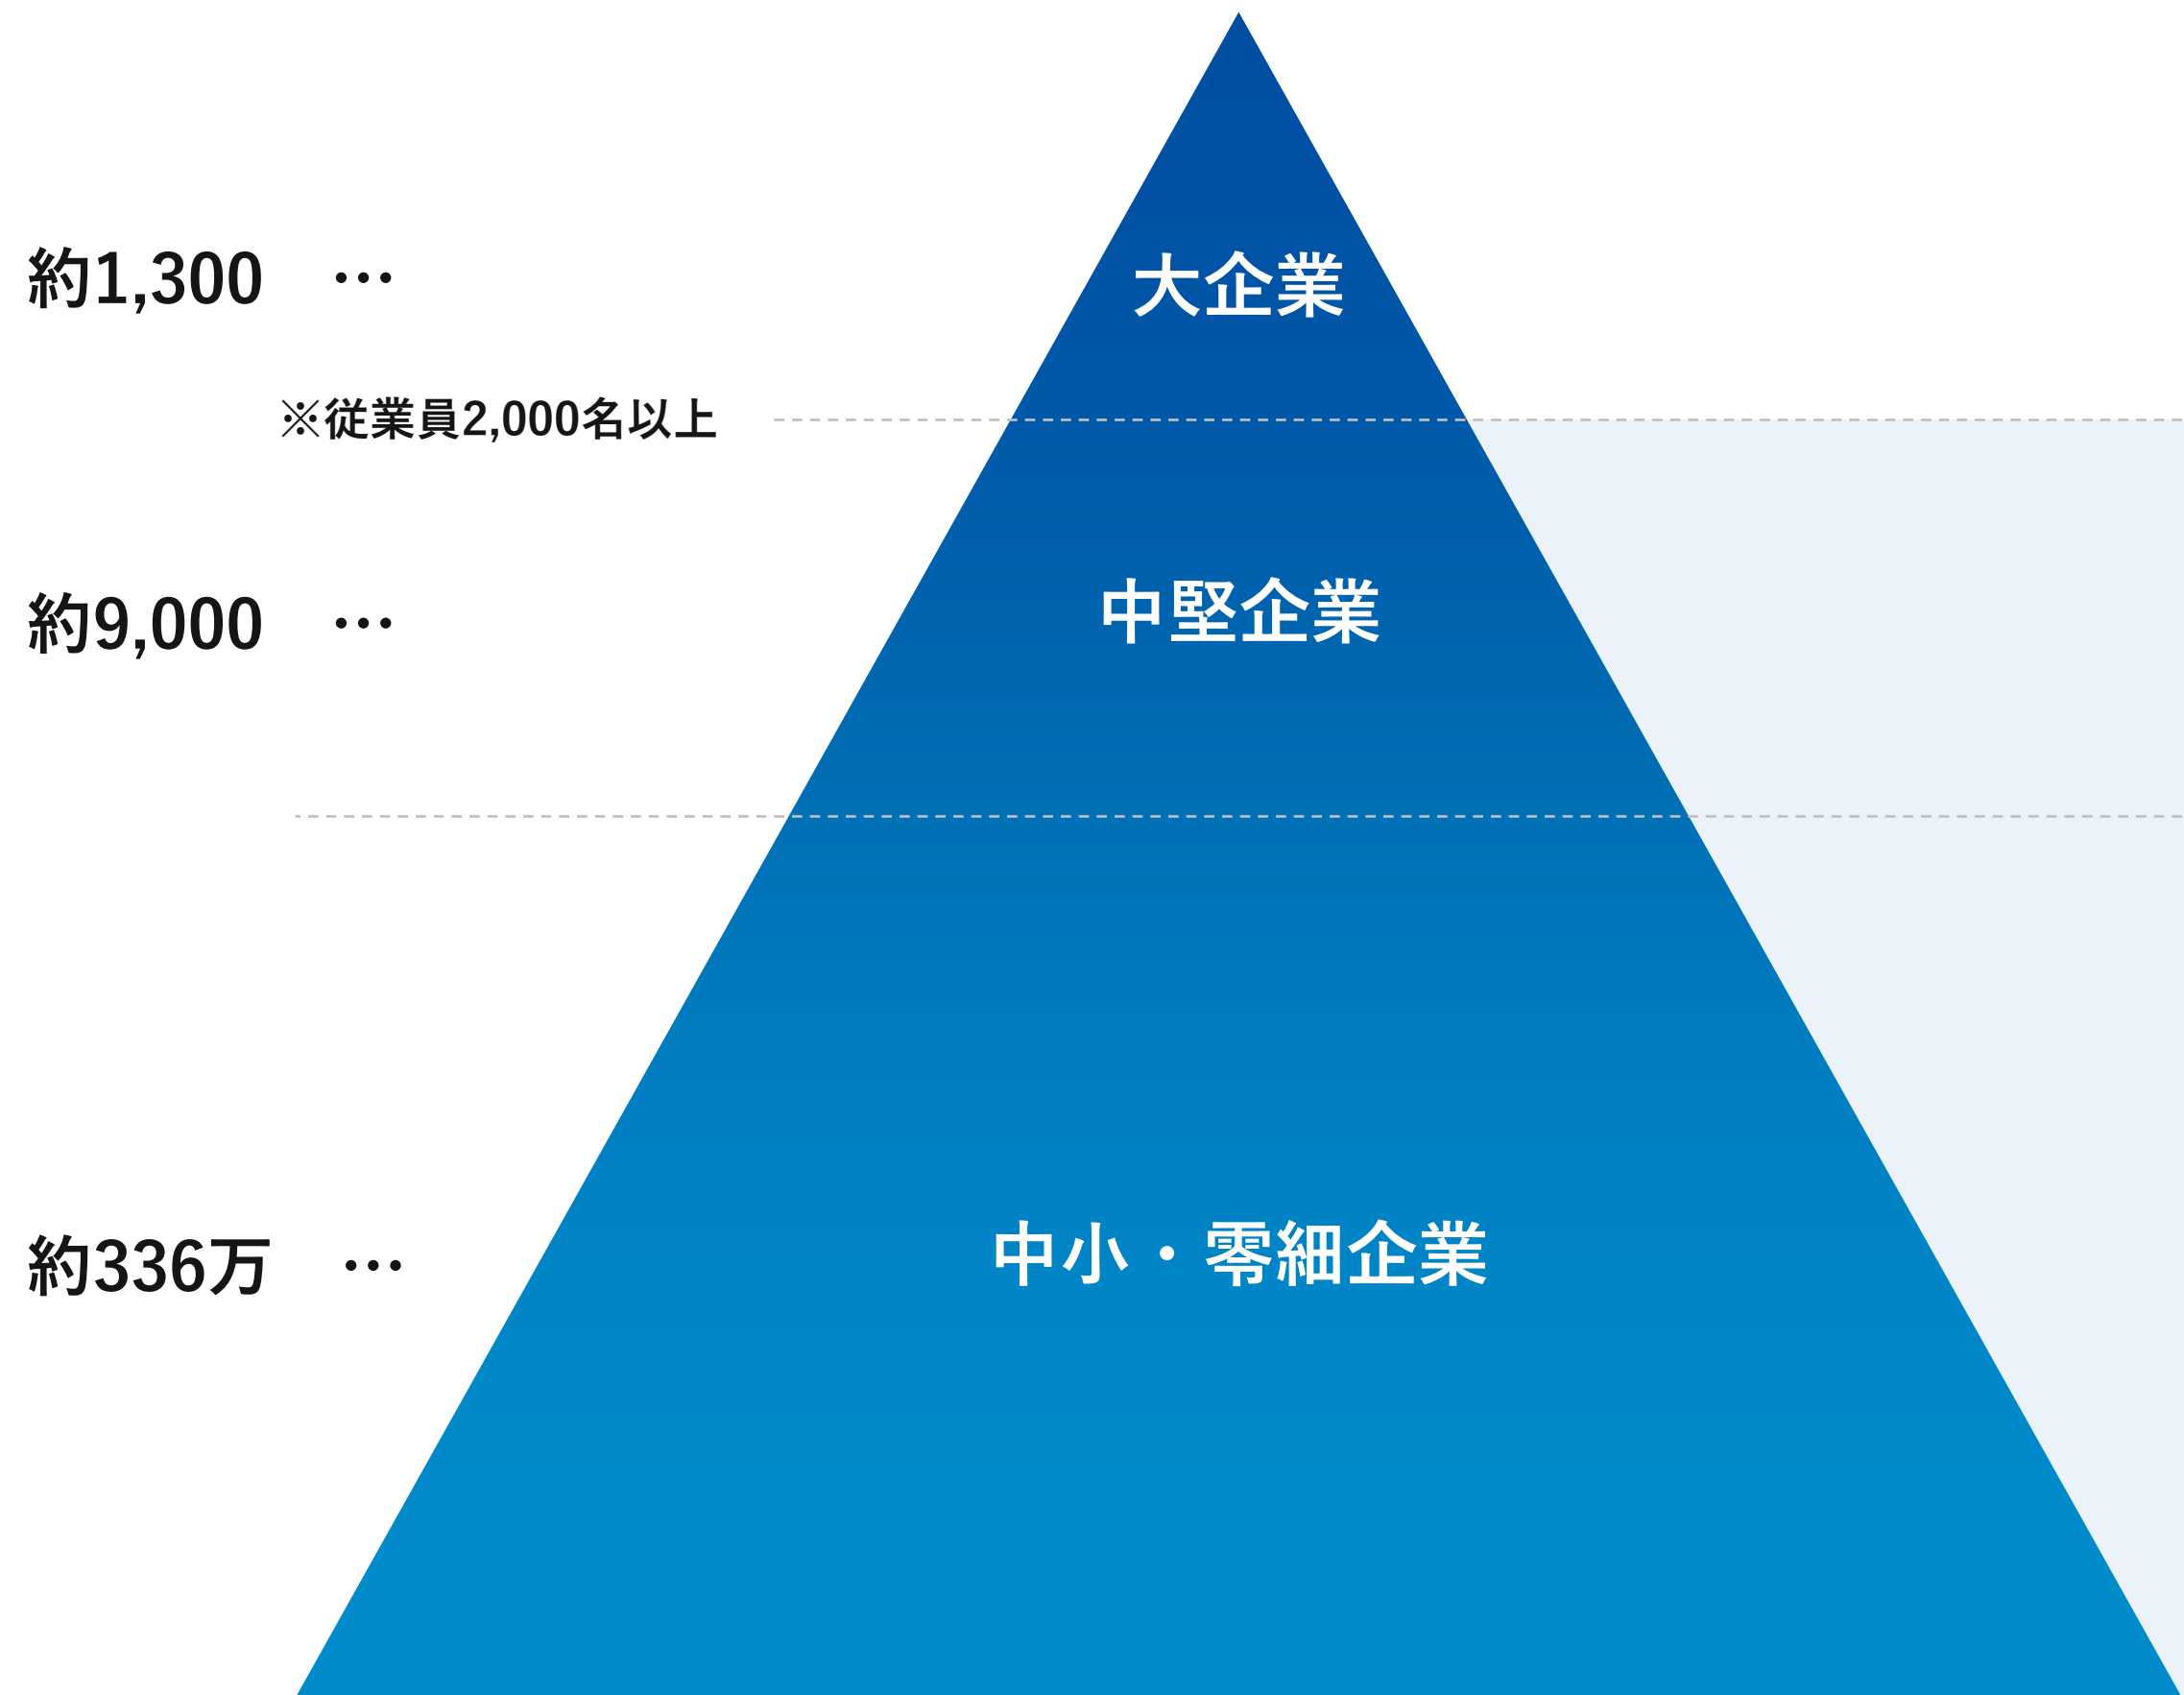 約1,300 ・・・ 大企業
※従業員2,000名以上
約9,000 ・・・ 中堅企業
約336万 ・・・ 中小・零細企業